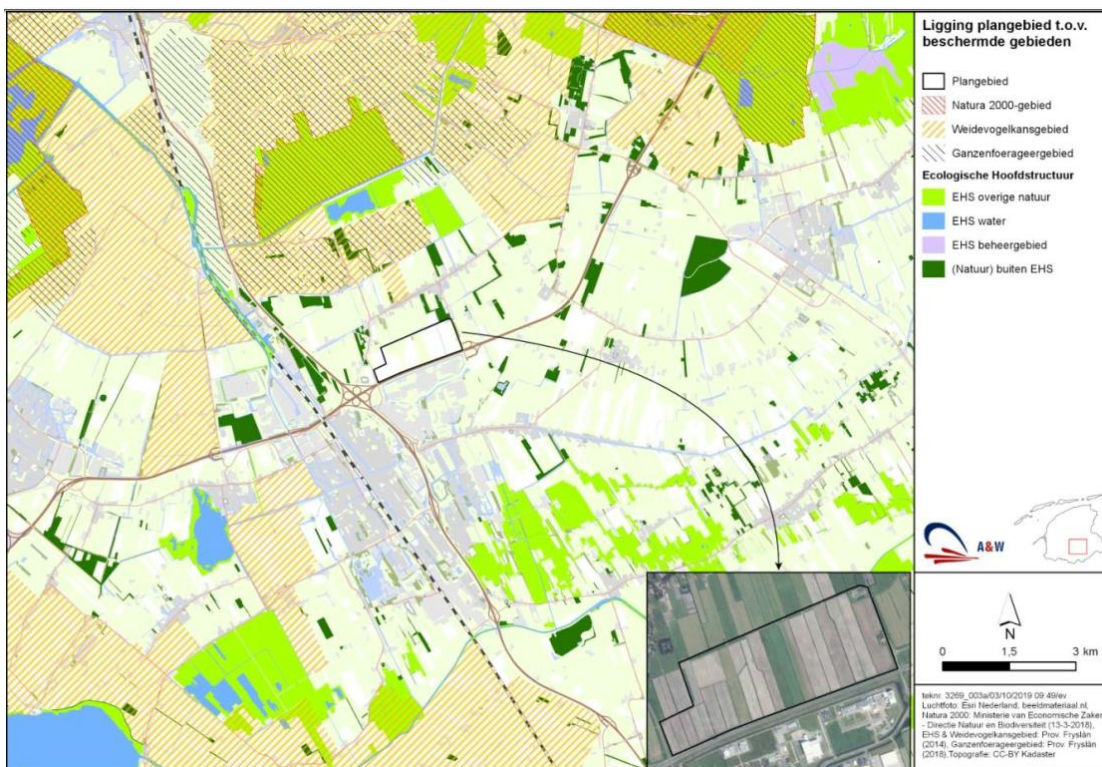 Ligging plangebied t.o.v.
beschermde gebieden
Plangebied
Natura 2000-gebied
Weidevogelkansgebied
Ganzenfoerageergebied
Ecologische Hoofdstructuur
EHS overige natuur
EHS water
EHS beheergebied
(Natuur) buiten EHS
A&W
N
0 1,5 3 km
teknr. 3269_003a/03/10/2019 09:49/ev
Luchtfoto: Esri Nederland, beeldmateriaal.nl,
Natura 2000: Ministerie van Economische Zaken
- Directie Natuur en Biodiversiteit (13-3-2018),
EHS & Weidevogelkansgebied: Prov. Fryslân
(2014), Ganzenfoerageergebied: Prov. Fryslân
(2018),Topografie: CC-BY Kadaster